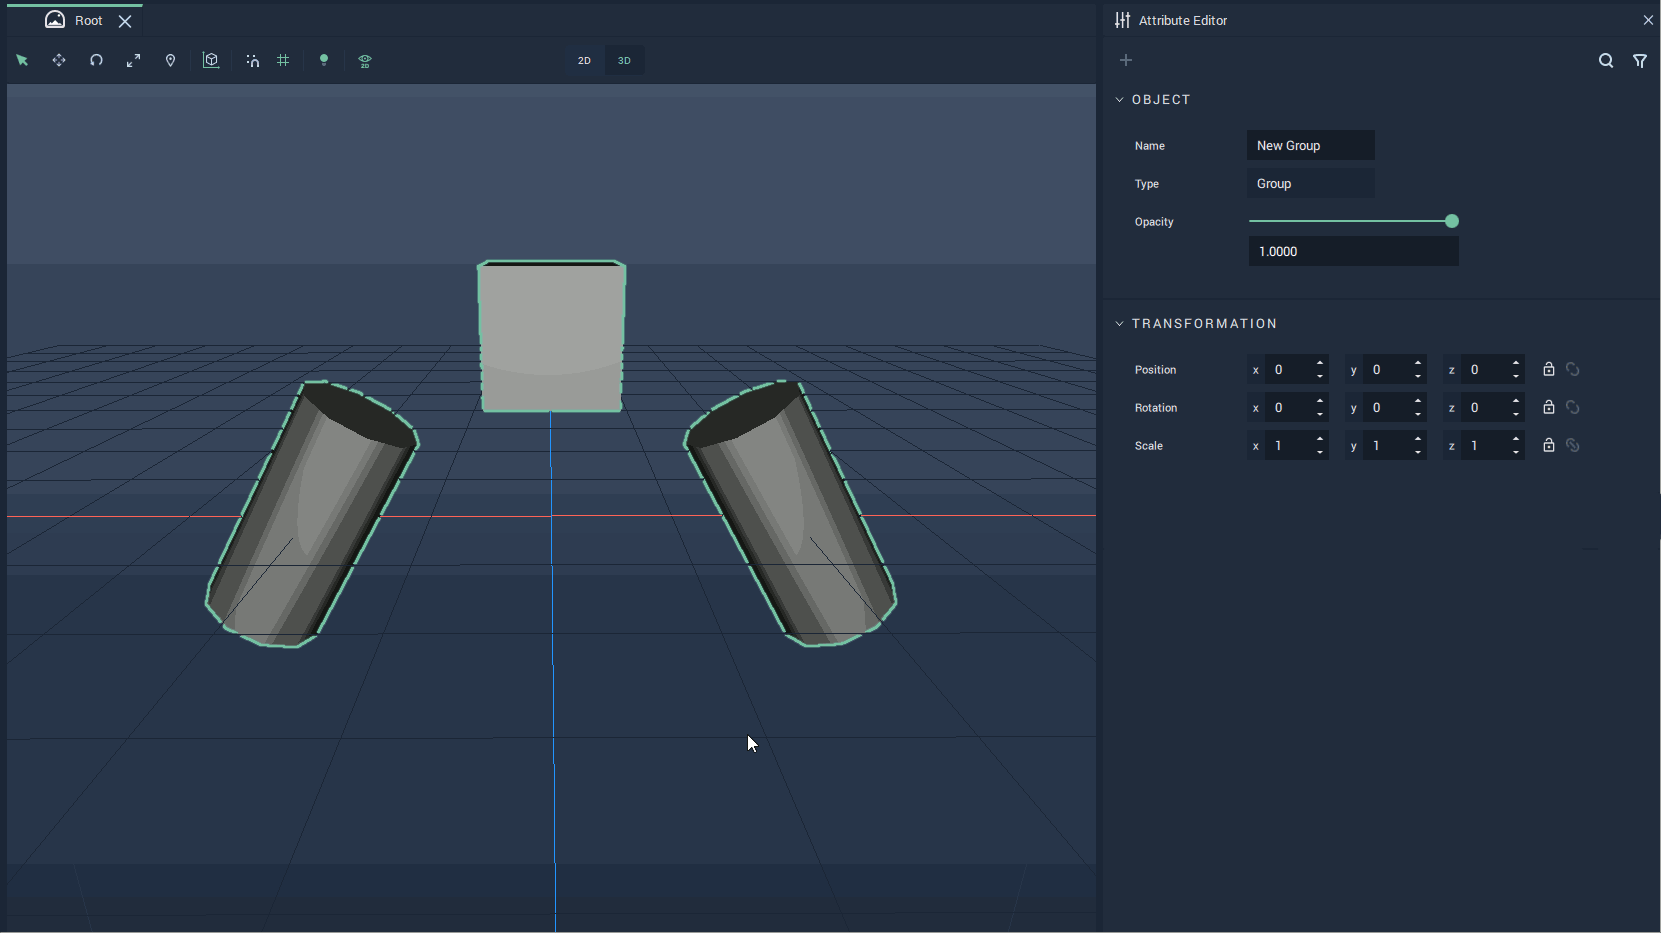 Root
2D 3D
2D
Attribute Editor
OBJECT
Name New Group
Type Group
Opacity
1.0000
TRANSFORMATION
Position x 0 y 0 z 0
Rotation x 0 y 0 z 0
Scale x 1 y 1 z 1